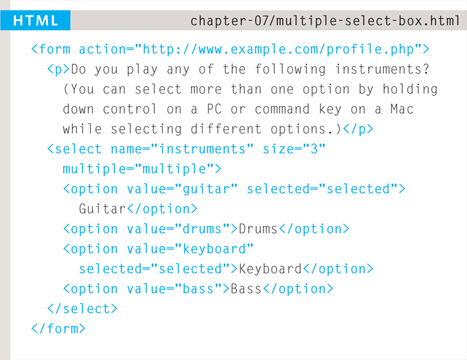 HTML chapter-07/multiple-select-box.html
<form action="http://www.example.com/profile.php">
<p>Do you play any of the following instruments?
(You can select more than one option by holding
down control on a PC or command key on a Mac
while selecting different options.)</p>
<select name="instruments" size="3"
multiple="multiple">
<option value="guitar" selected="selected">
Guitar</option>
<option value="drums">Drums</option>
<option value="keyboard"
selected="selected">Keyboard</option>
<option value="bass">Bass</option>
</select>
</form>